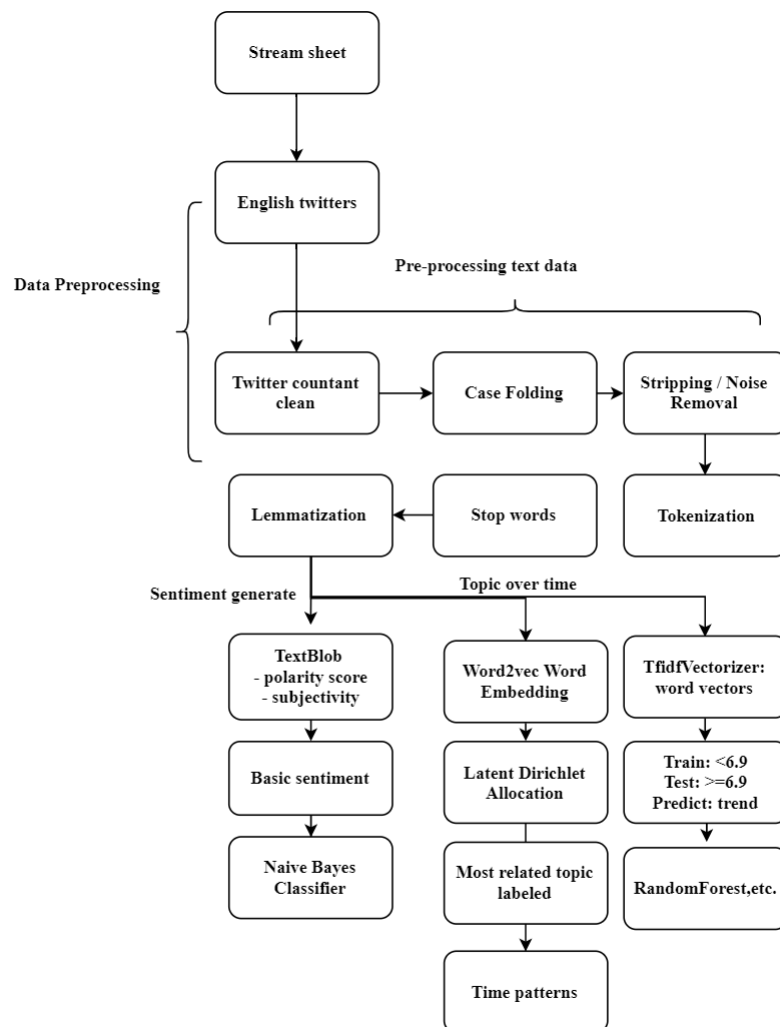 Stream sheet
English twitters
Data Preprocessing
Pre-processing text data
Twitter countant
clean
Case Folding
Stripping / Noise
Removal
Lemmatization
Stop words
Tokenization
Sentiment generate
Topic over time
TextBlob
- polarity score
- subjectivity
Word2vec Word
Embedding
TfidfVectorizer:
word vectors
Basic sentiment
Latent Dirichlet
Allocation
Train: <6.9
Test: >=6.9
Predict: trend
Naive Bayes
Classifier
Most related topic
labeled
RandomForest,etc.
Time patterns